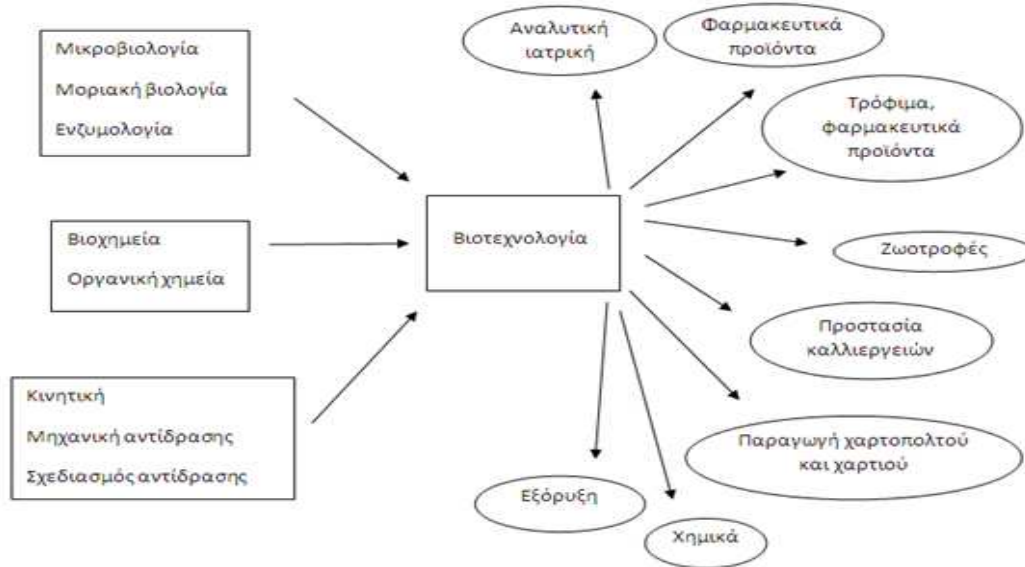 Μικροβιολογία
Μοριακή βιολογία
Ενζυμολογία
Βιοχημεία
Οργανική χημεία
Κινητική
Μηχανική αντίδρασης
Σχεδιασμός αντίδρασης
Βιοτεχνολογία
Αναλυτική
ιατρική
Φαρμακευτικά
προϊόντα
Τρόφιμα,
φαρμακευτικά
προϊόντα
Ζωοτροφές
Προστασία
καλλιεργειών
Παραγωγή χαρτοπολτού
και χαρτιού
Χημικά
Εξόρυξη